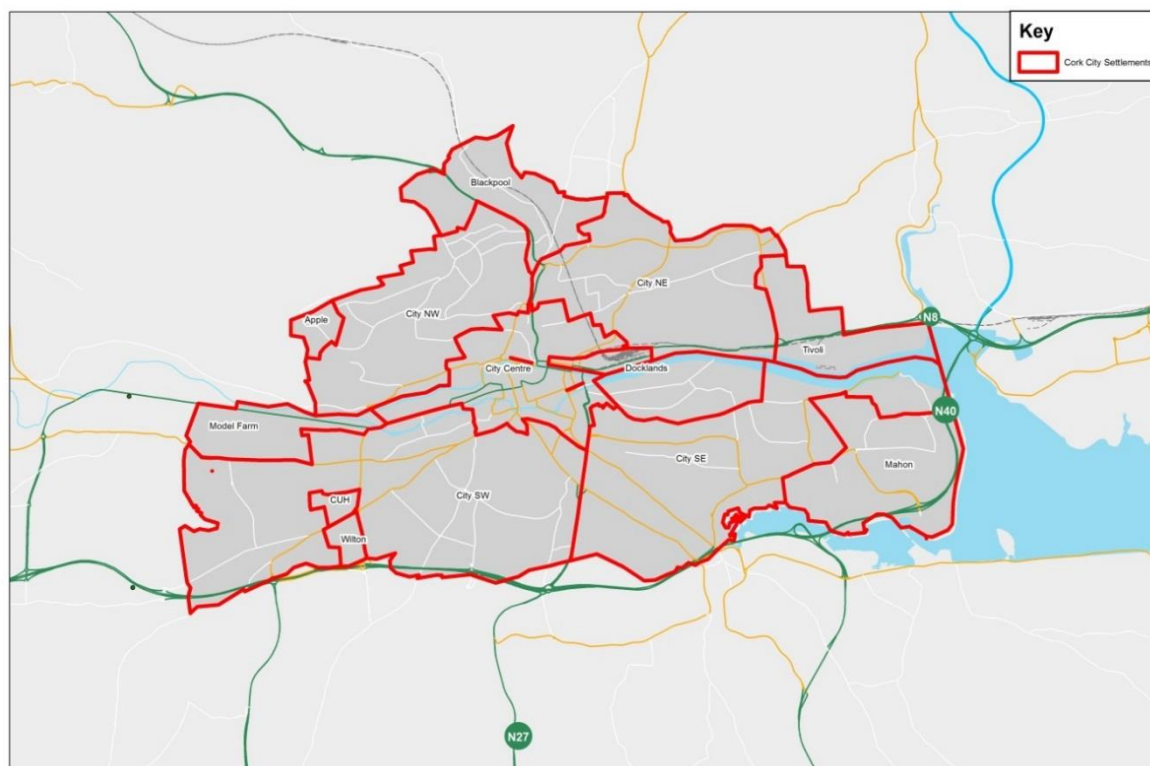 Key
Cork City Settlements
Blackpool
City NE
City NW
Apple
N8
Tivoli
City Centre
Docklands
N40
Model Farm
City SE
Mahon
CUH
City SW
Wilton
N27